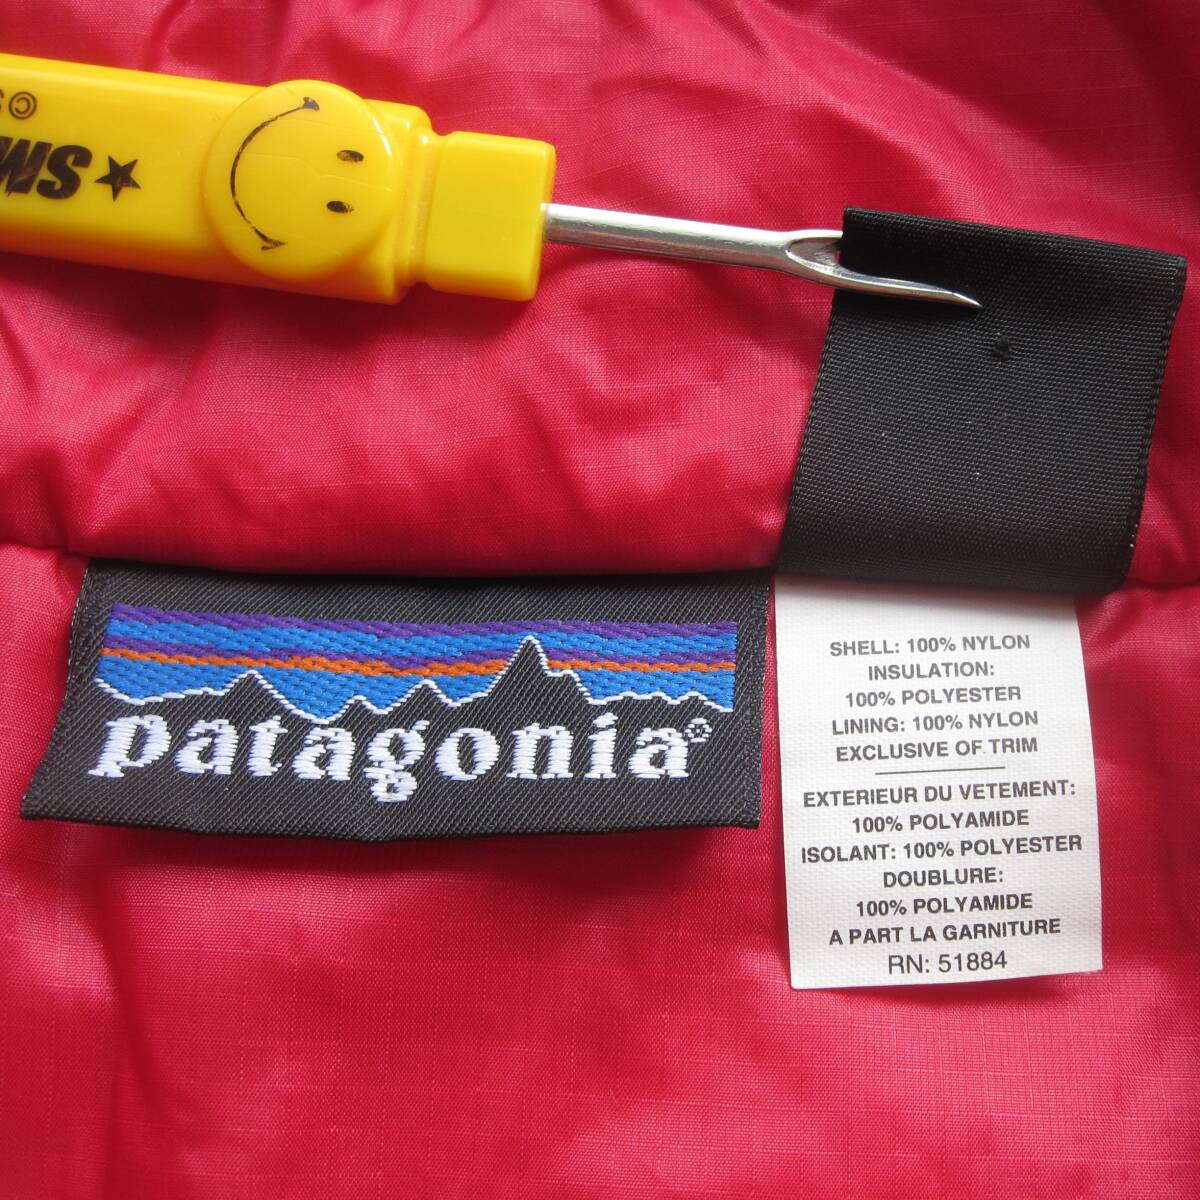 patagonia®
SHELL: 100% NYLON
INSULATION:
100% POLYESTER
LINING: 100% NYLON
EXCLUSIVE OF TRIM
EXTERIEUR DU VETEMENT:
100% POLYAMIDE
ISOLANT: 100% POLYESTER
DOUBLURE:
100% POLYAMIDE
A PART LA GARNITURE
RN: 51884